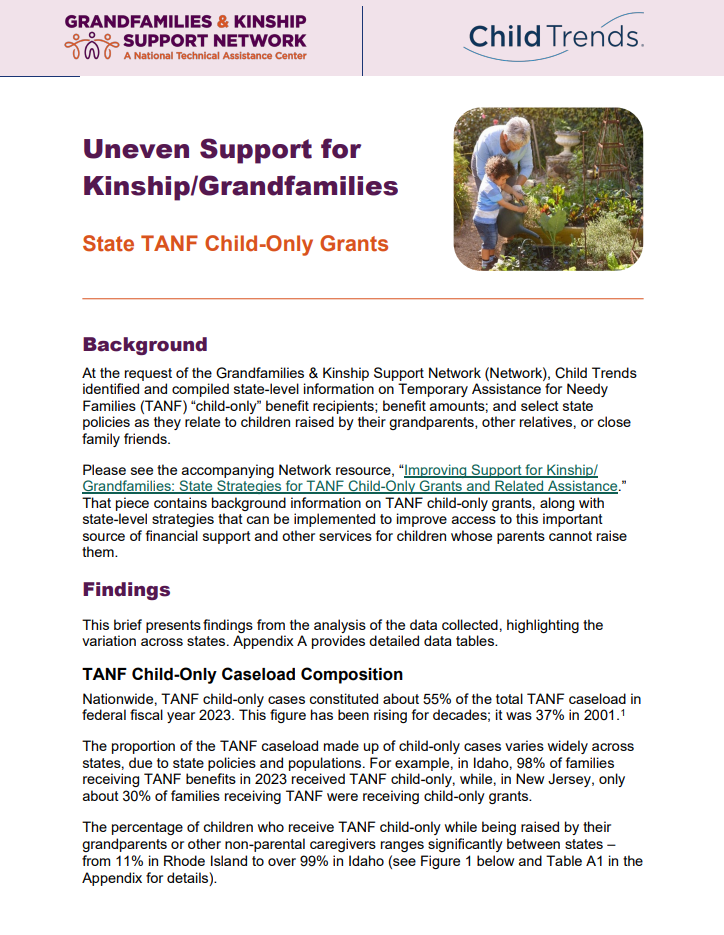 GRANDFAMILIES & KINSHIP
SUPPORT NETWORK
A National Technical Assistance Center
Child Trends.
Uneven Support for
Kinship/Grandfamilies
State TANF Child-Only Grants
Background
At the request of the Grandfamilies & Kinship Support Network (Network), Child Trends
identified and compiled state-level information on Temporary Assistance for Needy
Families (TANF) “child-only” benefit recipients; benefit amounts; and select state
policies as they relate to children raised by their grandparents, other relatives, or close
family friends.
Please see the accompanying Network resource, “Improving Support for Kinship/
Grandfamilies: State Strategies for TANF Child-Only Grants and Related Assistance.”
That piece contains background information on TANF child-only grants, along with
state-level strategies that can be implemented to improve access to this important
source of financial support and other services for children whose parents cannot raise
them.
Findings
This brief presents findings from the analysis of the data collected, highlighting the
variation across states. Appendix A provides detailed data tables.
TANF Child-Only Caseload Composition
Nationwide, TANF child-only cases constituted about 55% of the total TANF caseload in
federal fiscal year 2023. This figure has been rising for decades; it was 37% in 2001.¹
The proportion of the TANF caseload made up of child-only cases varies widely across
states, due to state policies and populations. For example, in Idaho, 98% of families
receiving TANF benefits in 2023 received TANF child-only, while, in New Jersey, only
about 30% of families receiving TANF were receiving child-only grants.
The percentage of children who receive TANF child-only while being raised by their
grandparents or other non-parental caregivers ranges significantly between states –
from 11% in Rhode Island to over 99% in Idaho (see Figure 1 below and Table A1 in the
Appendix for details).